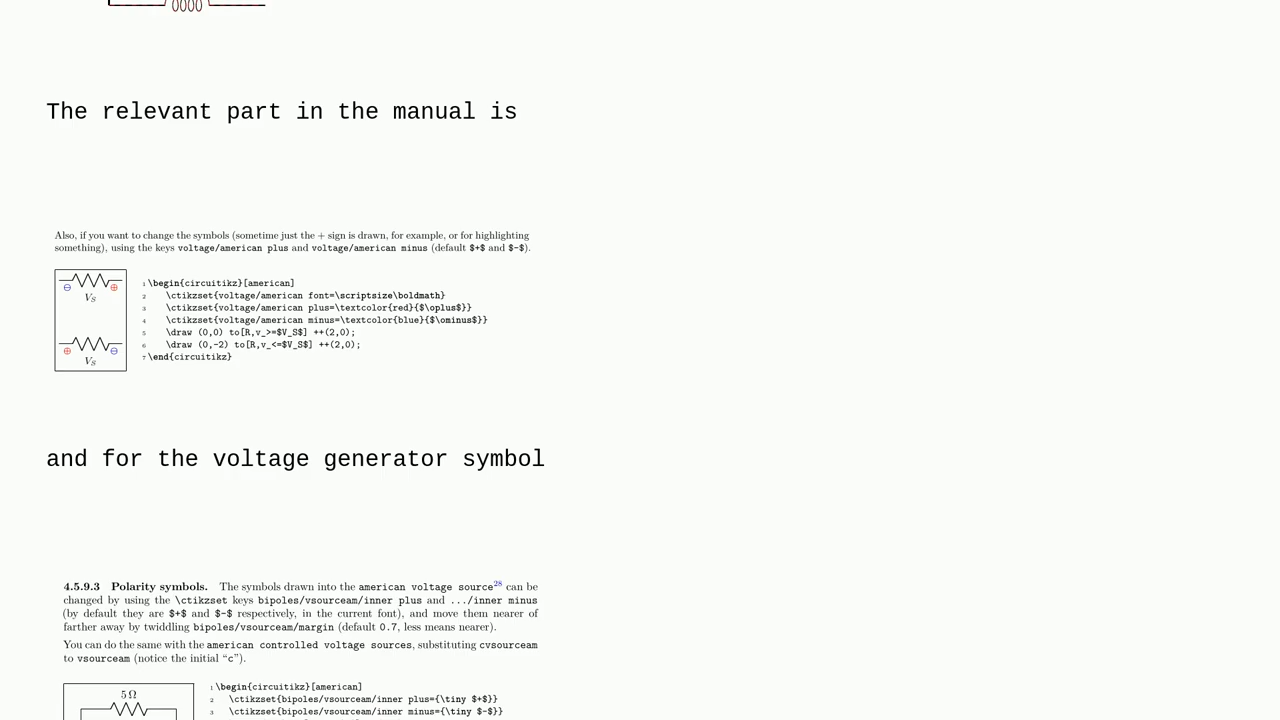 The relevant part in the manual is
Also, if you want to change the symbols (sometime just the + sign is drawn, for example, or for highlighting
something), using the keys voltage/american plus and voltage/american minus (default $+$ and $-$).
V_S
V_S
1 \begin{circuitikz}[american]
2 \ctikzset{voltage/american font=\scriptsize\boldmath}
3 \ctikzset{voltage/american plus=\textcolor{red}{$\oplus$}}
4 \ctikzset{voltage/american minus=\textcolor{blue}{$\ominus$}}
5 \draw (0,0) to[R,v_>=$V_S$] ++(2,0);
6 \draw (0,-2) to[R,v_<=$V_S$] ++(2,0);
7 \end{circuitikz}
and for the voltage generator symbol
4.5.9.3 Polarity symbols. The symbols drawn into the american voltage source28 can be
changed by using the \ctikzset keys bipoles/vsourceam/inner plus and .../inner minus
(by default they are $+$ and $-$ respectively, in the current font), and move them nearer of
farther away by twiddling bipoles/vsourceam/margin (default 0.7, less means nearer).
You can do the same with the american controlled voltage sources, substituting cvsourceam
to vsourceam (notice the initial “c”).
5 Ω
1 \begin{circuitikz}[american]
2 \ctikzset{bipoles/vsourceam/inner plus={\tiny $+$}}
3 \ctikzset{bipoles/vsourceam/inner minus={\tiny $-$}}